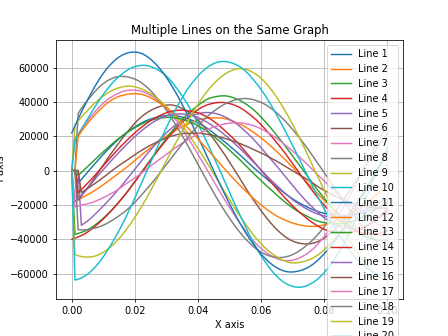 Multiple Lines on the Same Graph
60000
40000
20000
0
−20000
−40000
−60000
0.00
0.02
0.04
0.06
X axis
axis
Line 1
Line 2
Line 3
Line 4
Line 5
Line 6
Line 7
Line 8
Line 9
Line 10
Line 11
Line 12
Line 13
Line 14
Line 15
Line 16
Line 17
Line 18
Line 19
Line 20